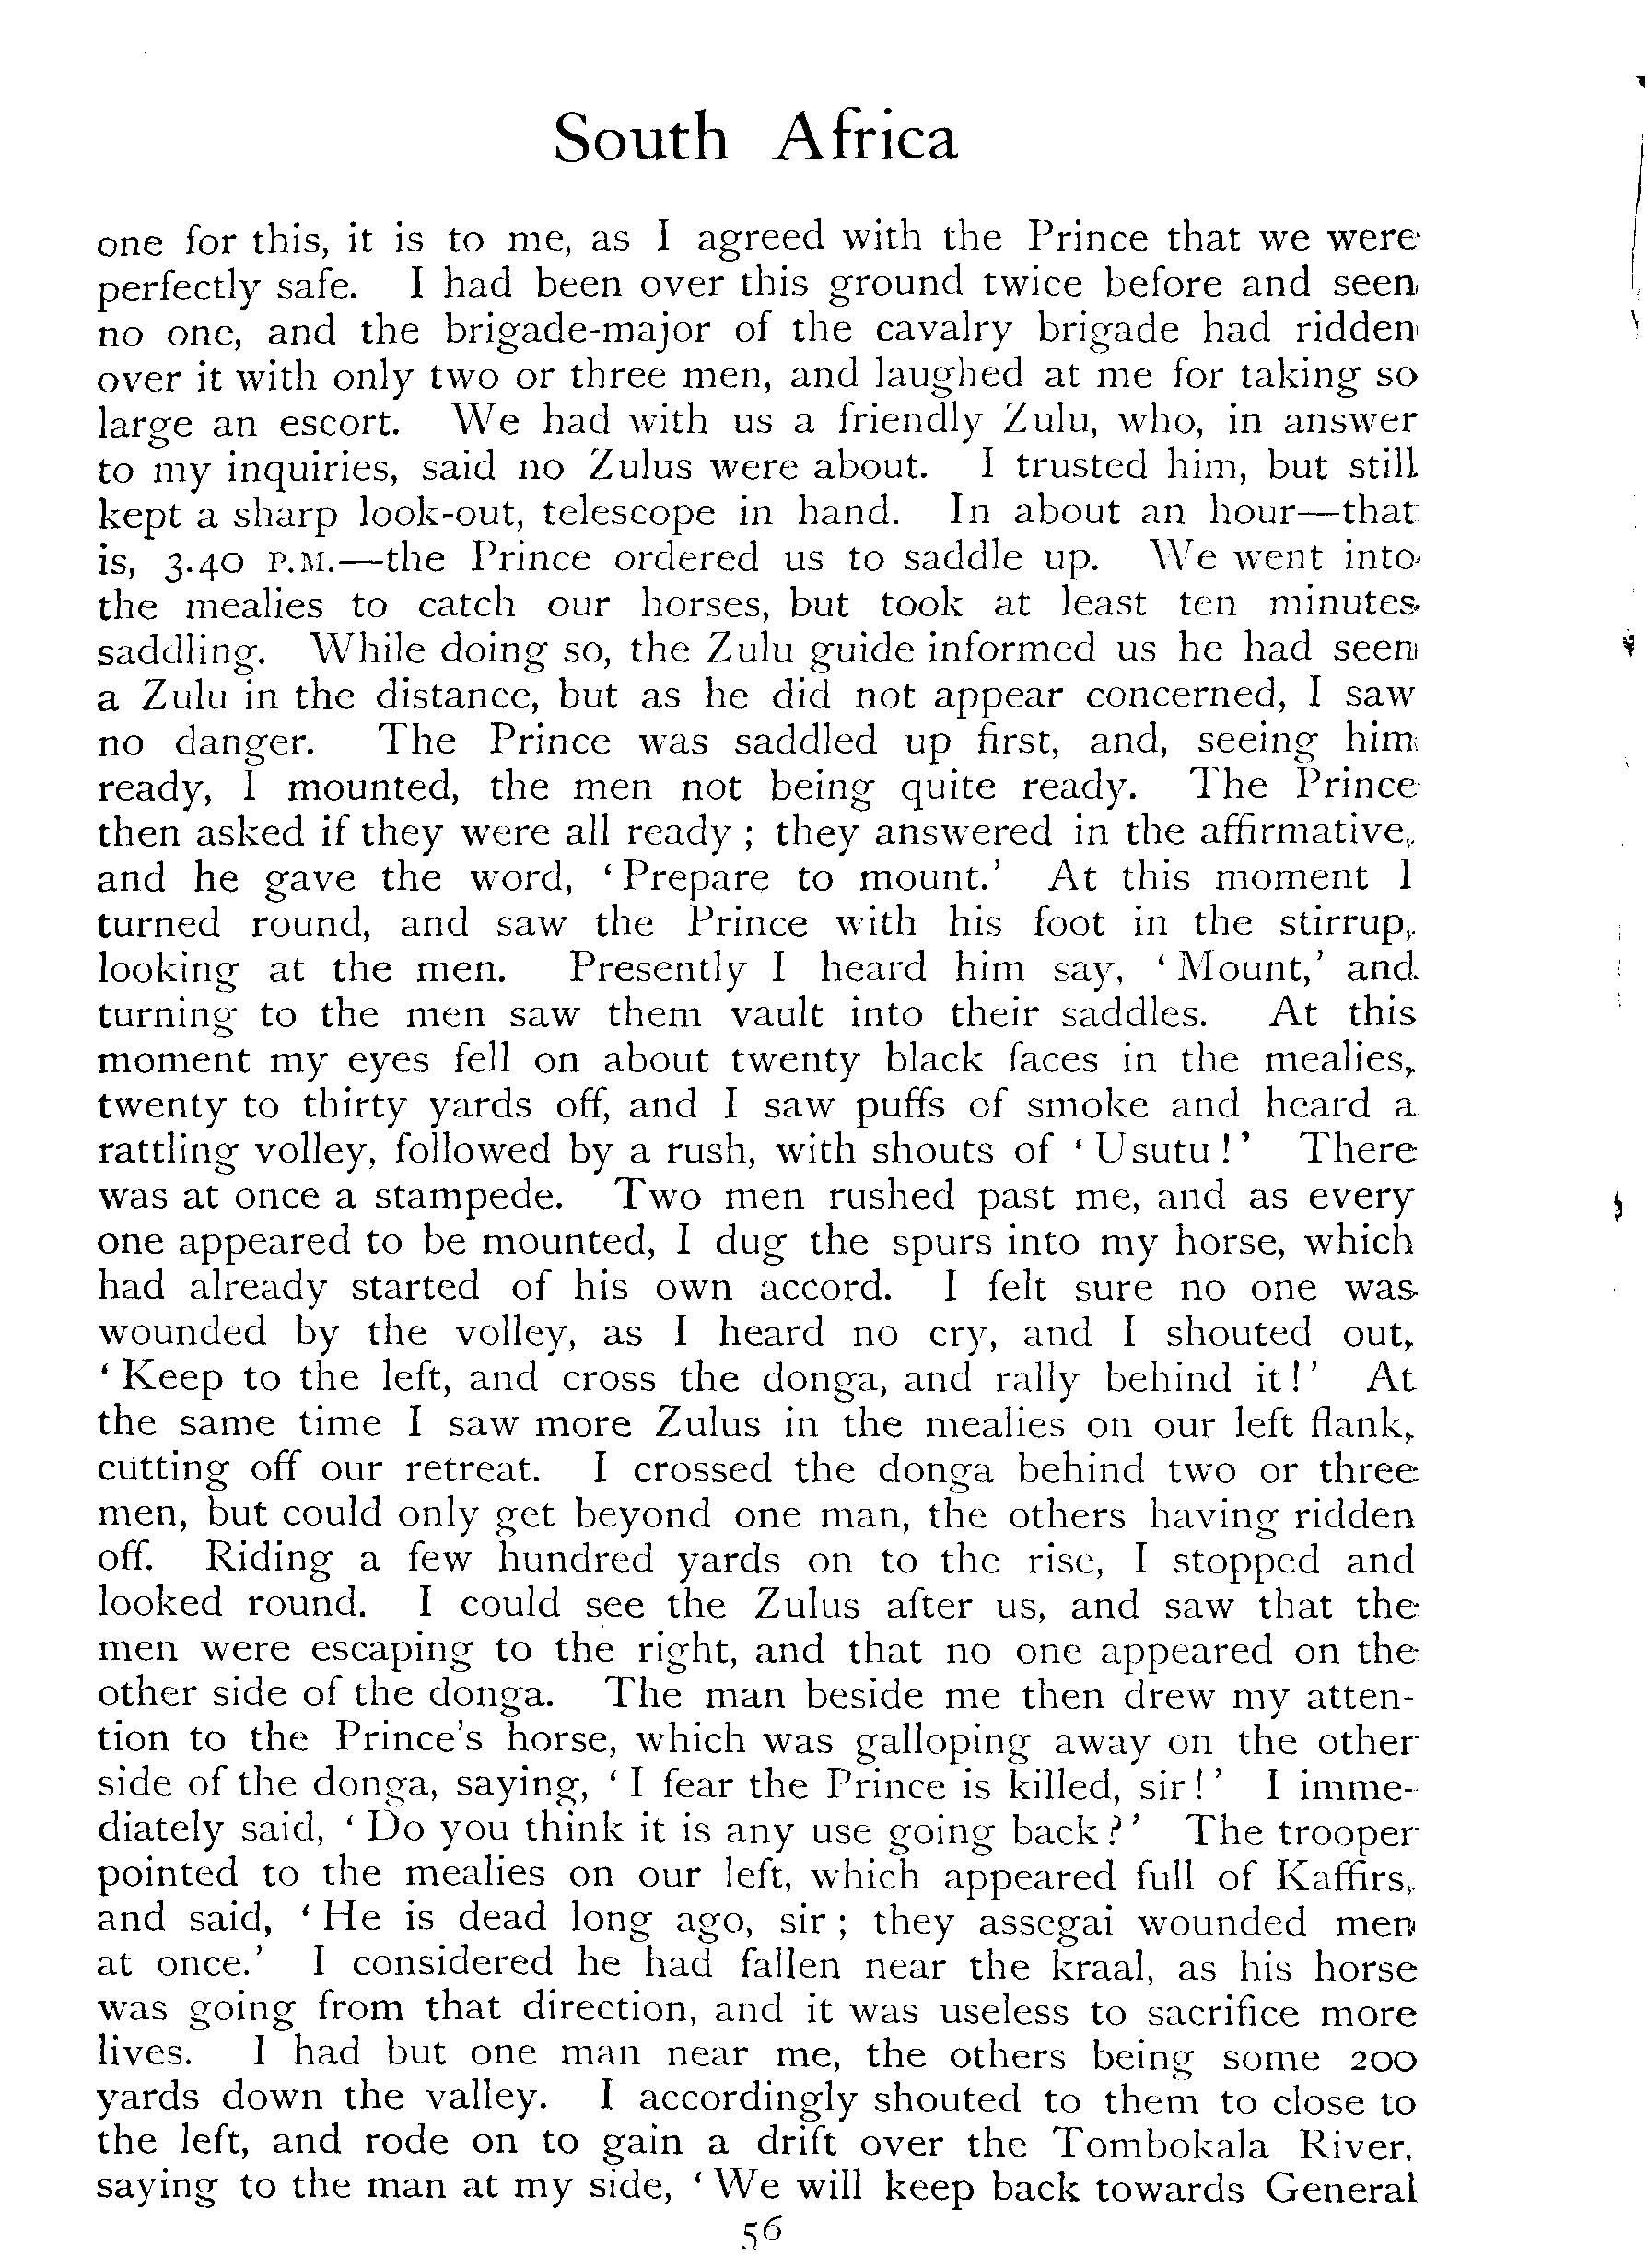 South Africa
one for this, it is to me, as I agreed with the Prince that we were
perfectly safe. I had been over this ground twice before and seen
no one, and the brigade-major of the cavalry brigade had ridden
over it with only two or three men, and laughed at me for taking so
large an escort. We had with us a friendly Zulu, who, in answer
to my inquiries, said no Zulus were about. I trusted him, but still
kept a sharp look-out, telescope in hand. In about an hour—that
is, 3.40 P.M.—the Prince ordered us to saddle up. We went into
the mealies to catch our horses, but took at least ten minutes
saddling. While doing so, the Zulu guide informed us he had seen
a Zulu in the distance, but as he did not appear concerned, I saw
no danger. The Prince was saddled up first, and, seeing him
ready, I mounted, the men not being quite ready. The Prince
then asked if they were all ready ; they answered in the affirmative,
and he gave the word, ‘ Prepare to mount.’ At this moment I
turned round, and saw the Prince with his foot in the stirrup,
looking at the men. Presently I heard him say, ‘ Mount,’ and
turning to the men saw them vault into their saddles. At this
moment my eyes fell on about twenty black faces in the mealies,
twenty to thirty yards off, and I saw puffs of smoke and heard a
rattling volley, followed by a rush, with shouts of ‘ Usutu ! ’ There
was at once a stampede. Two men rushed past me, and as every
one appeared to be mounted, I dug the spurs into my horse, which
had already started of his own accord. I felt sure no one was
wounded by the volley, as I heard no cry, and I shouted out,
‘ Keep to the left, and cross the donga, and rally behind it ! ’ At
the same time I saw more Zulus in the mealies on our left flank,
cutting off our retreat. I crossed the donga behind two or three
men, but could only get beyond one man, the others having ridden
off. Riding a few hundred yards on to the rise, I stopped and
looked round. I could see the Zulus after us, and saw that the
men were escaping to the right, and that no one appeared on the
other side of the donga. The man beside me then drew my atten-
tion to the Prince’s horse, which was galloping away on the other
side of the donga, saying, ‘ I fear the Prince is killed, sir ! ’ I imme-
diately said, ‘ Do you think it is any use going back ? ’ The trooper
pointed to the mealies on our left, which appeared full of Kaffirs,
and said, ‘ He is dead long ago, sir ; they assegai wounded men
at once.’ I considered he had fallen near the kraal, as his horse
was going from that direction, and it was useless to sacrifice more
lives. I had but one man near me, the others being some 200
yards down the valley. I accordingly shouted to them to close to
the left, and rode on to gain a drift over the Tombokala River,
saying to the man at my side, ‘ We will keep back towards General
56